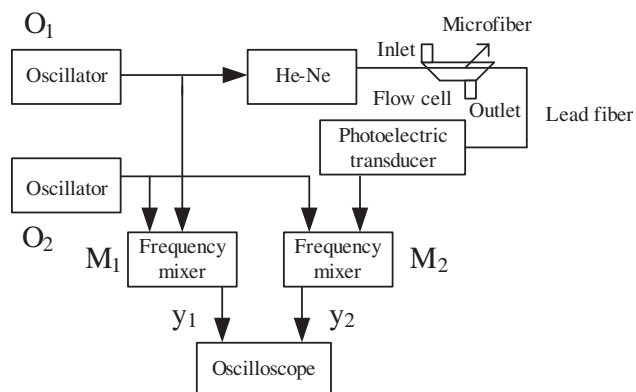 O1
Oscillator
He-Ne
Inlet
Microfiber
Flow cell
Outlet
Lead fiber
Photoelectric
transducer
Oscillator
O2
M1
Frequency
mixer
Frequency
mixer
M2
y1
y2
Oscilloscope